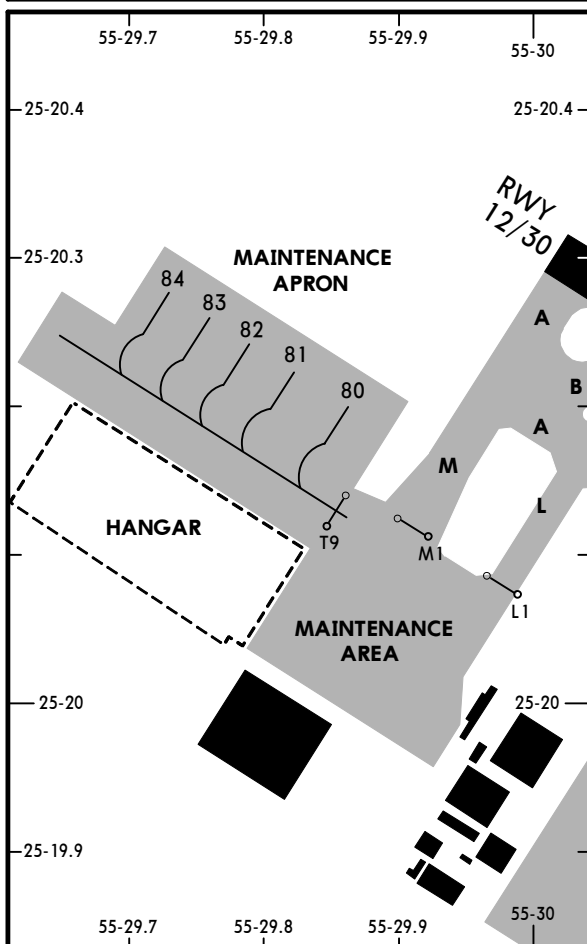 55-29.7
55-29.8
55-29.9
55-30
25-20.4
25-20.4
RWY
12/30
25-20.3
MAINTENANCE
APRON
84
83
82
81
80
A
B
A
M
L
HANGAR
T9
M1
L1
MAINTENANCE
AREA
25-20
25-20
25-19.9
55-29.7
55-29.8
55-29.9
55-30